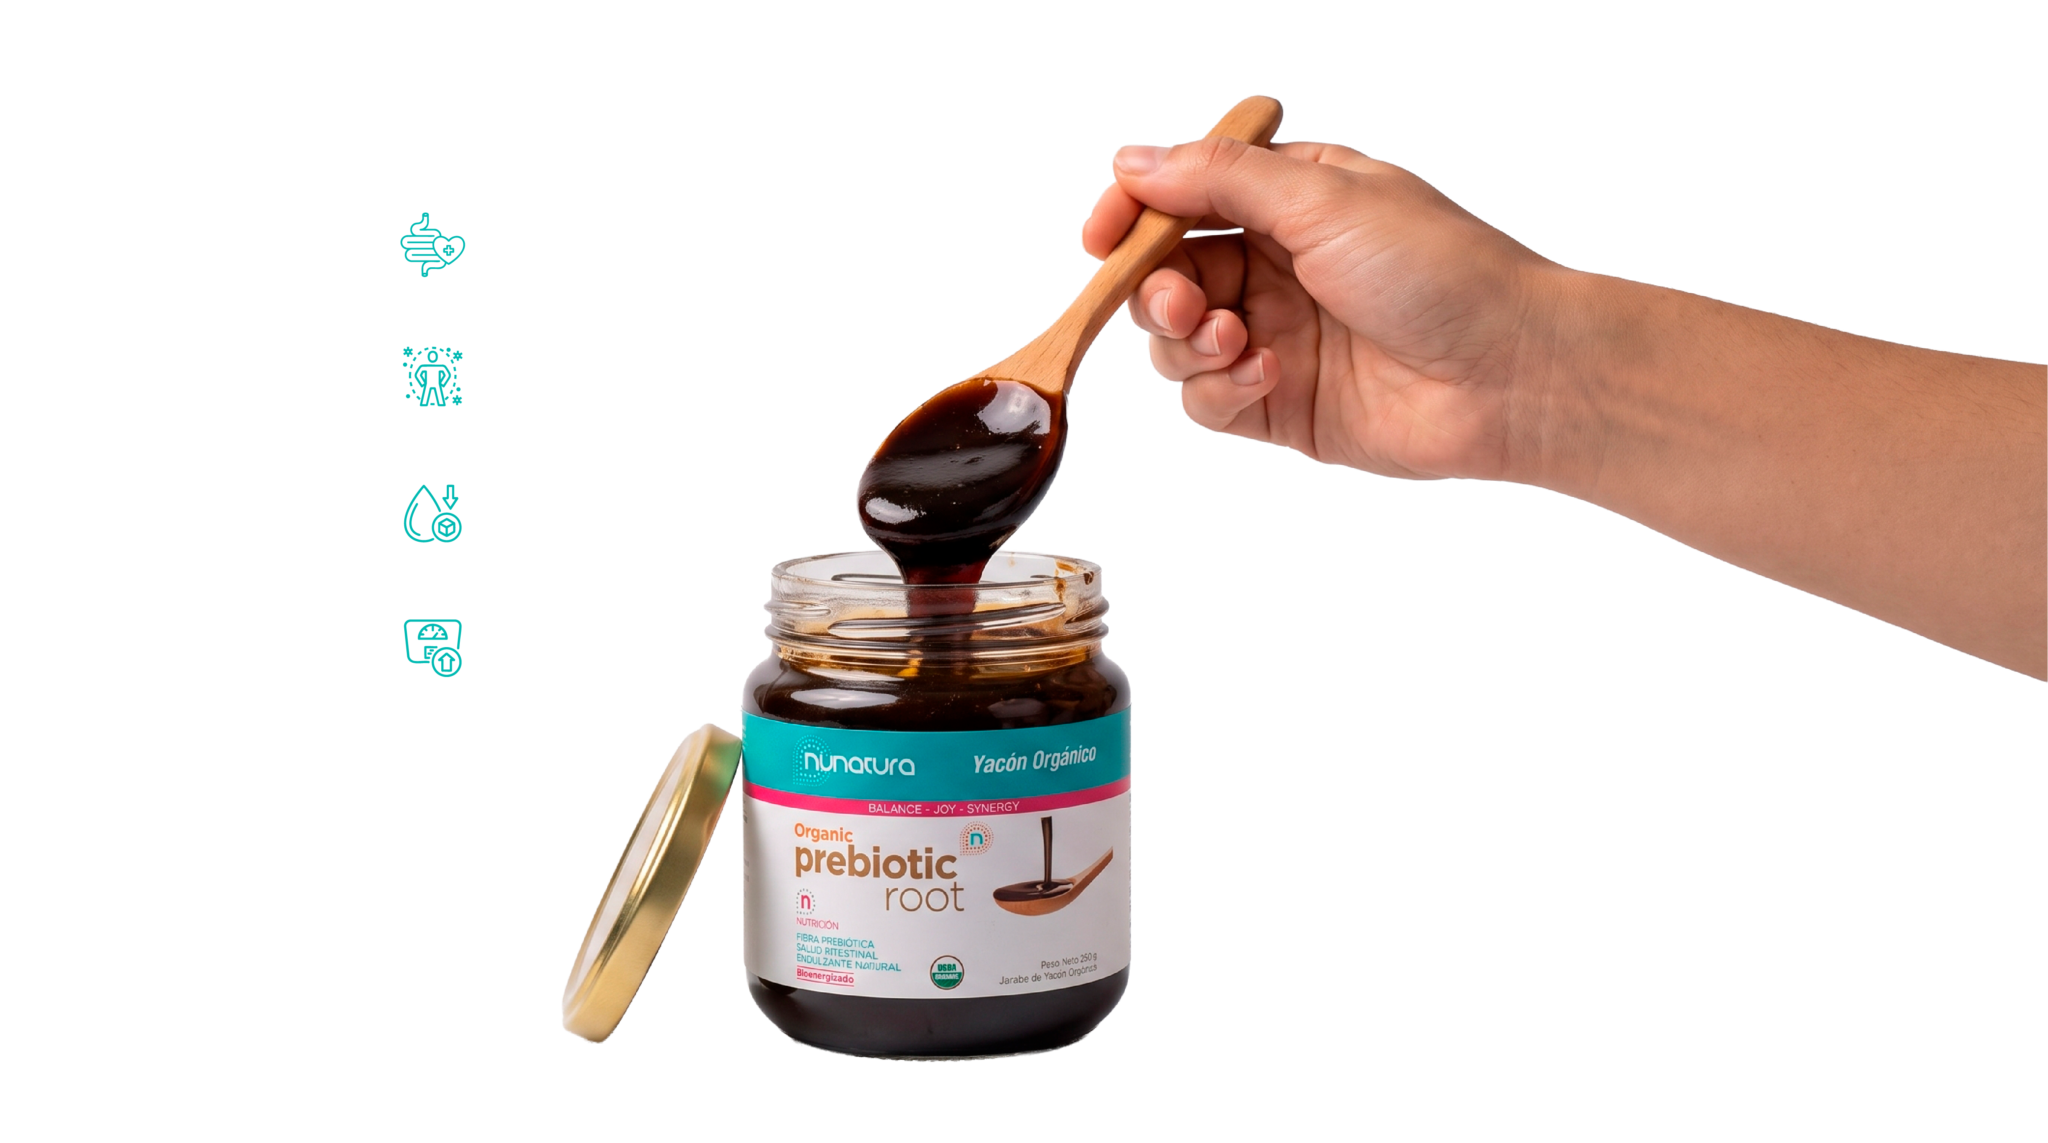 nunatura
Yacón Orgánico
BALANCE - JOY - SYNERGY
Organic
prebiotic
root
n
n
NUTRICIÓN
FIBRA PREBIÓTICA
SALUD RITESTINAL
ENDULZANTE NATURAL
Bioenergizado
USDA
ORGANIC
Peso Neto 250 g
Jarabe de Yacón Orgánico